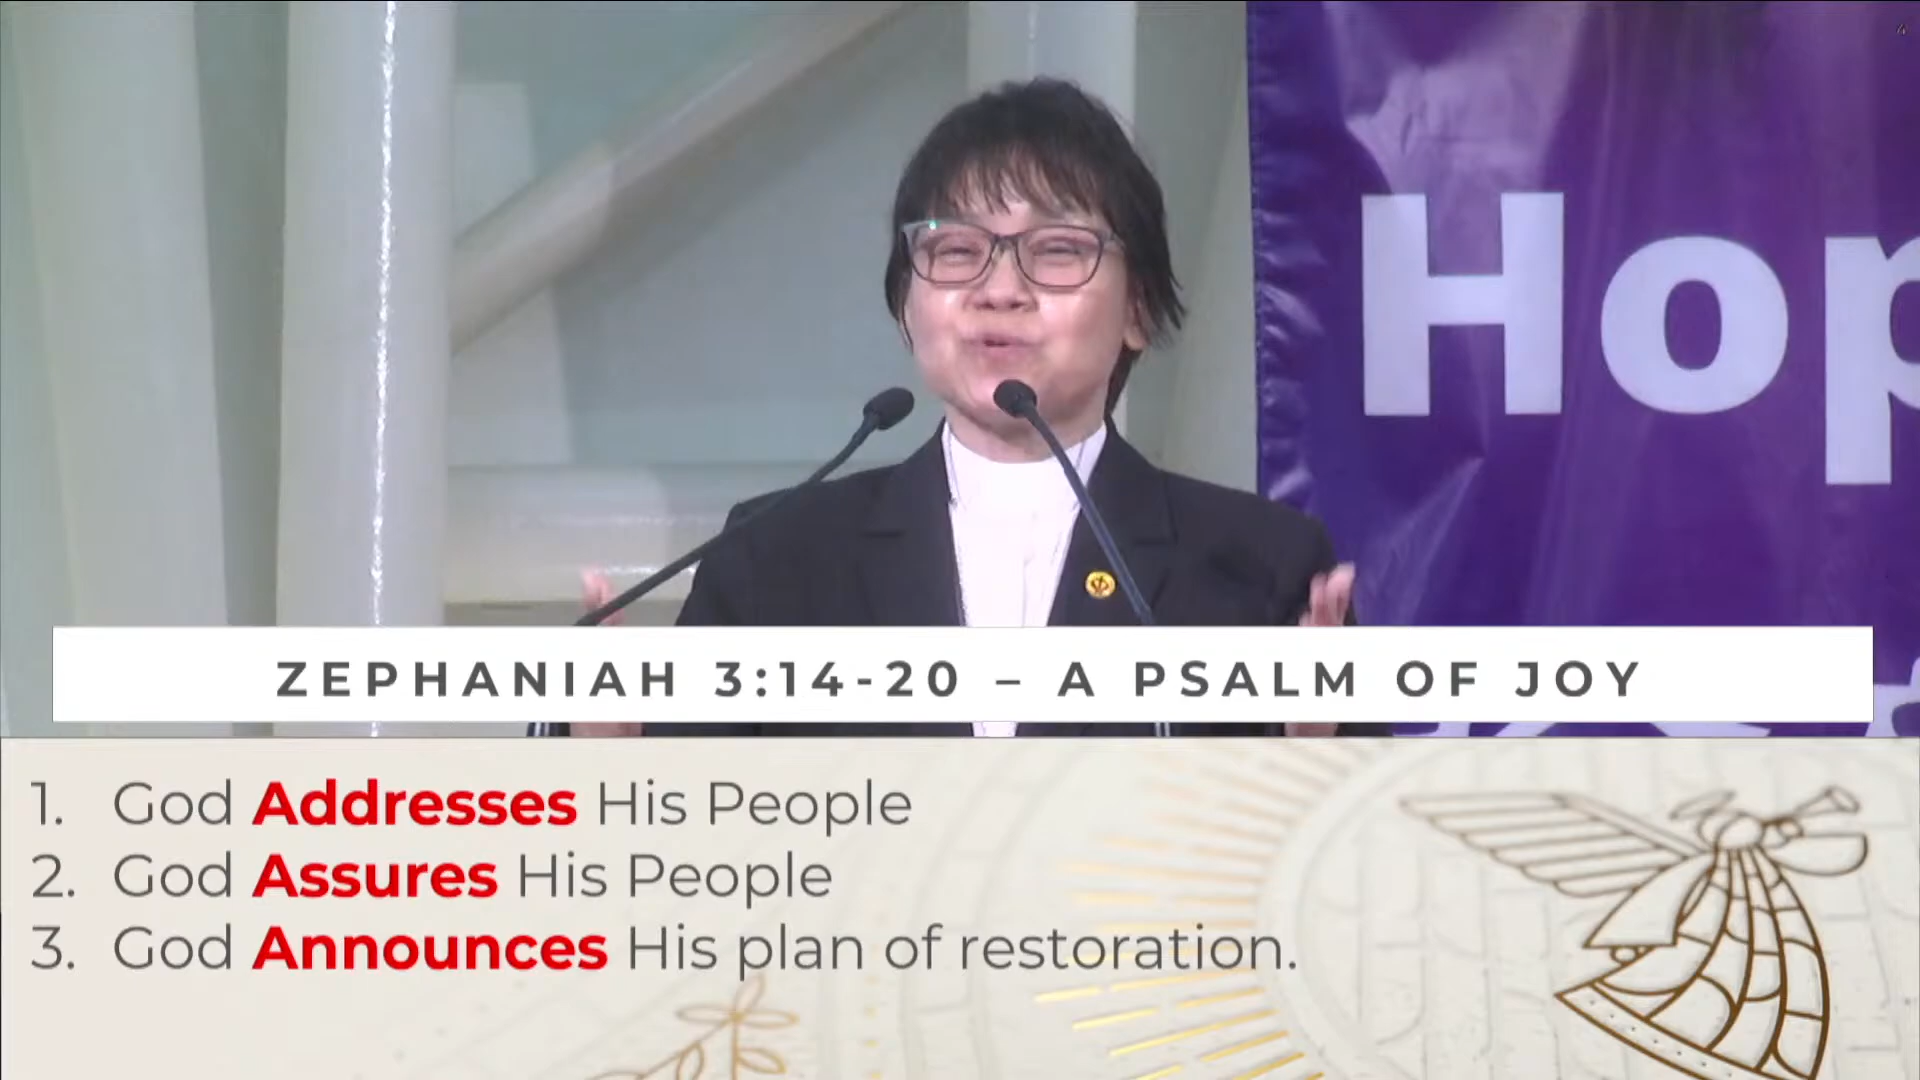 Hop
ZEPHANIAH 3:14-20 – A PSALM OF JOY
1. God Addresses His People
2. God Assures His People
3. God Announces His plan of restoration.